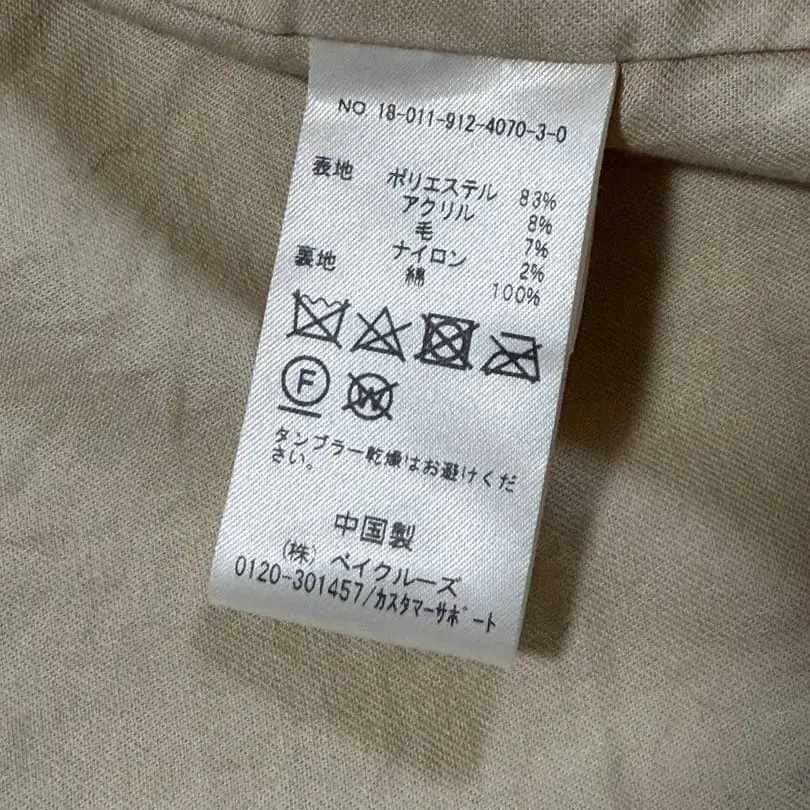 NO 18-011-912-4070-3-0
表地 ポリエステル 83%
アクリル 8%
毛 7%
ナイロン 2%
裏地 綿 100%
F W
タンブラー乾燥はお避けくだ
さい。
中国製
(株) ベイクルーズ
0120-301457/カスタマーサポート